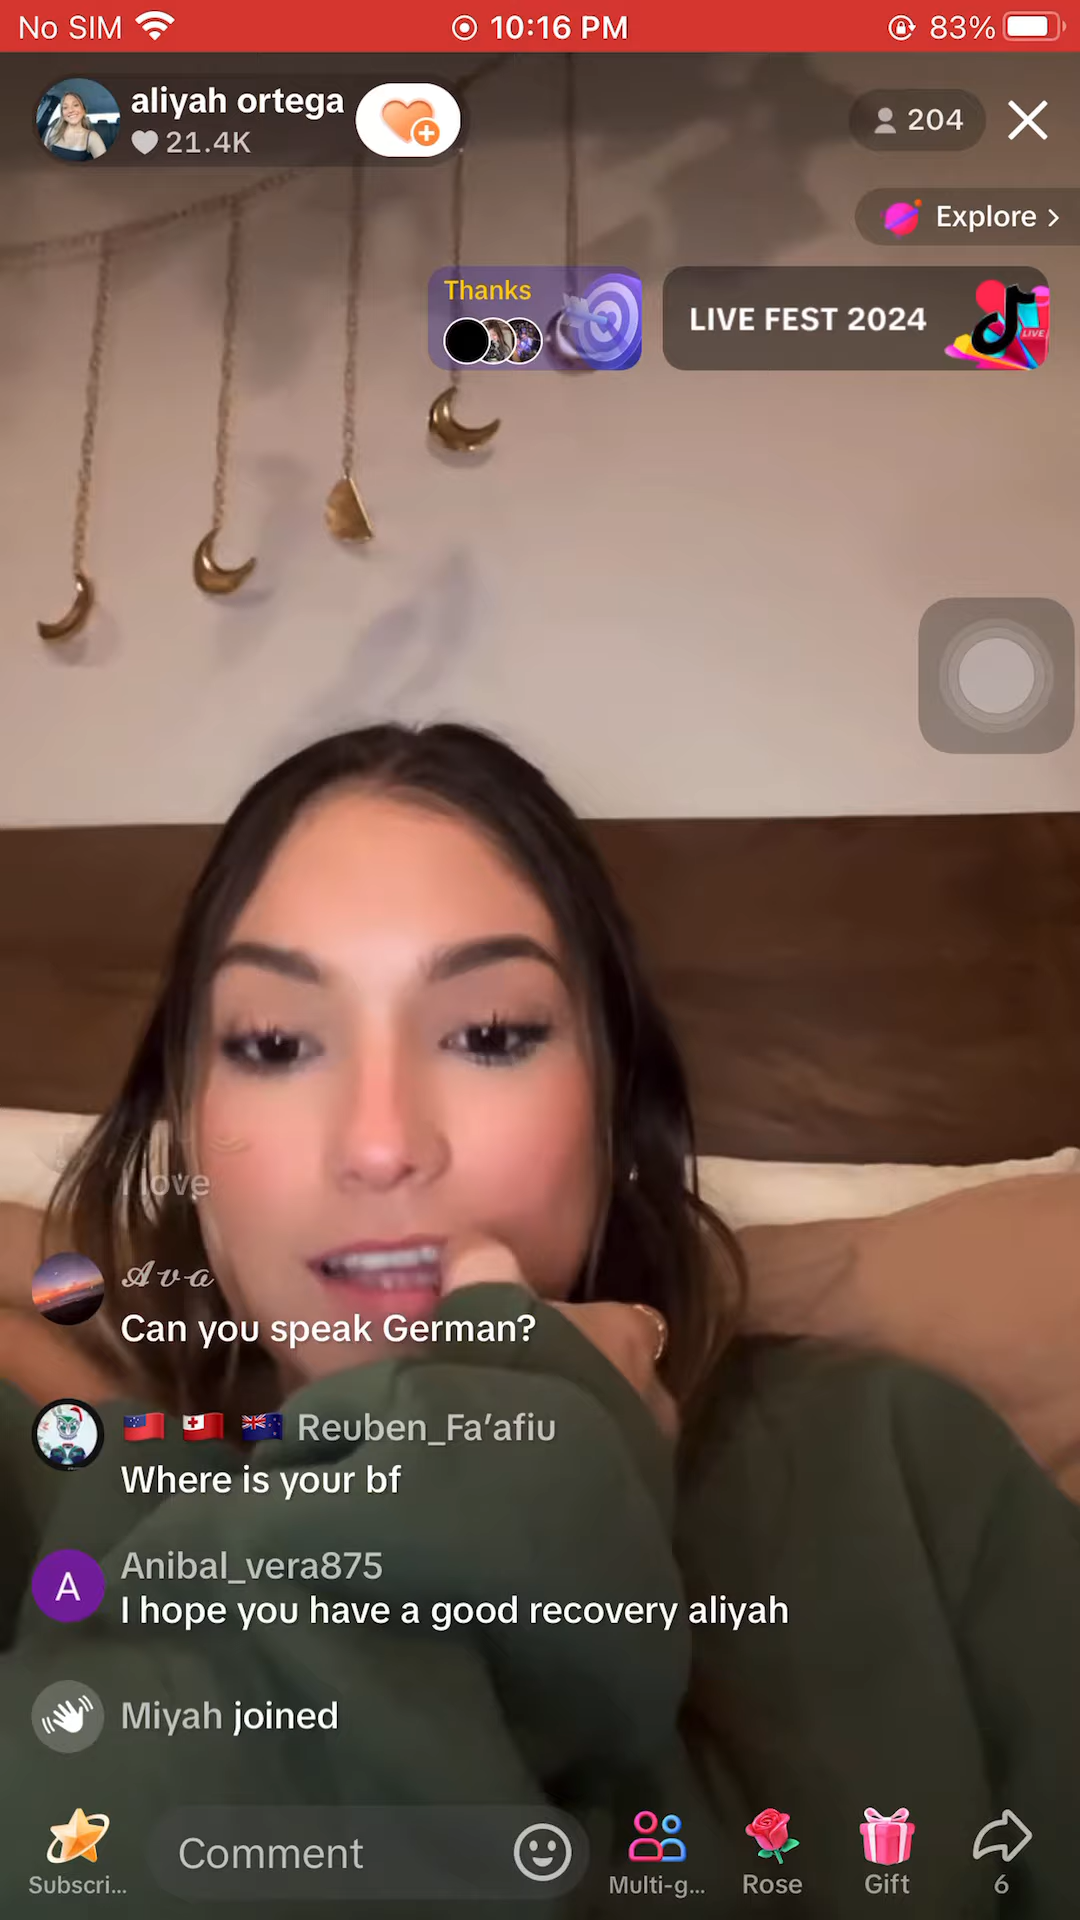 No SIM 10:16 PM 83%
aliyah ortega
21.4K
204
Explore >
Thanks
LIVE FEST 2024
LIVE
I love
Ava
Can you speak German?
🇼🇸 🇹🇴 🇳🇿 Reuben_Fa’afiu
Where is your bf
A
Anibal_vera875
I hope you have a good recovery aliyah
Miyah joined
Comment
Subscri... Multi-g... Rose Gift 6